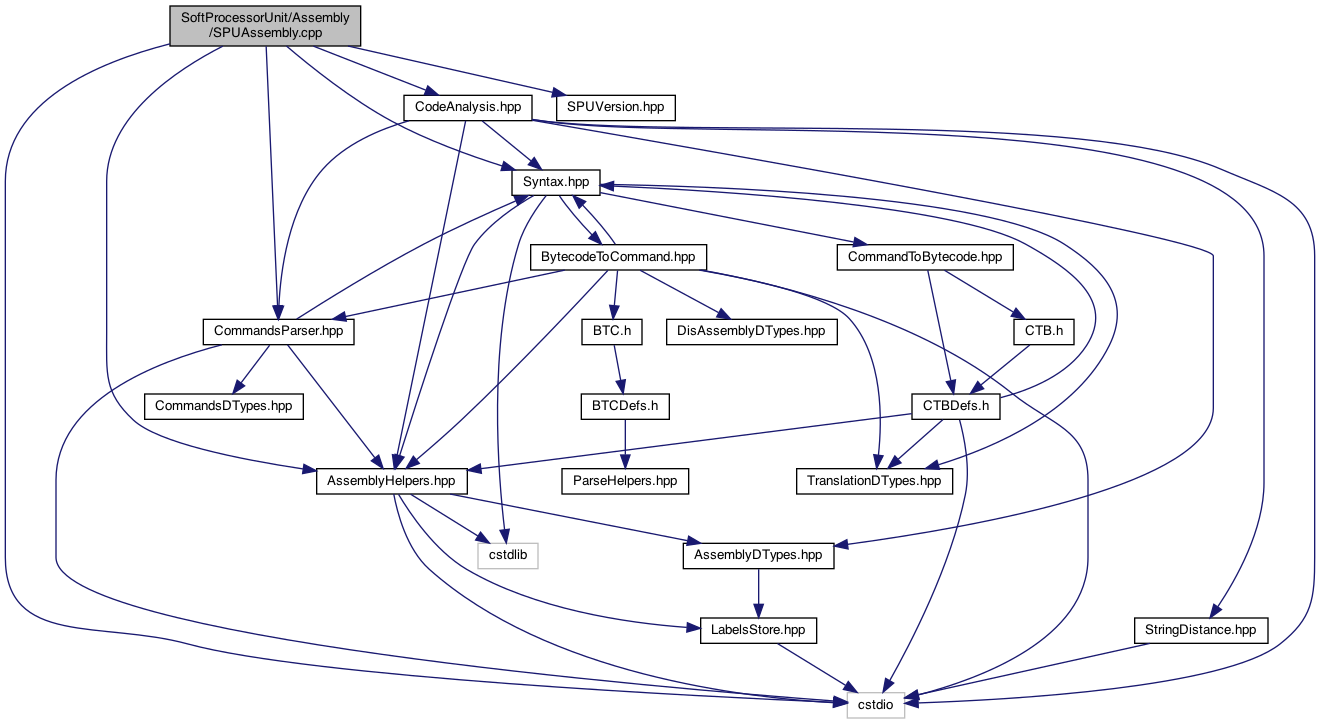 SoftProcessorUnit/Assembly
/SPUAssembly.cpp
CodeAnalysis.hpp
SPUVersion.hpp
Syntax.hpp
BytecodeToCommand.hpp
CommandToBytecode.hpp
CommandsParser.hpp
BTC.h
DisAssemblyDTypes.hpp
CTB.h
CommandsDTypes.hpp
BTCDefs.h
CTBDefs.h
AssemblyHelpers.hpp
ParseHelpers.hpp
TranslationDTypes.hpp
cstdlib
AssemblyDTypes.hpp
LabelsStore.hpp
StringDistance.hpp
cstdio